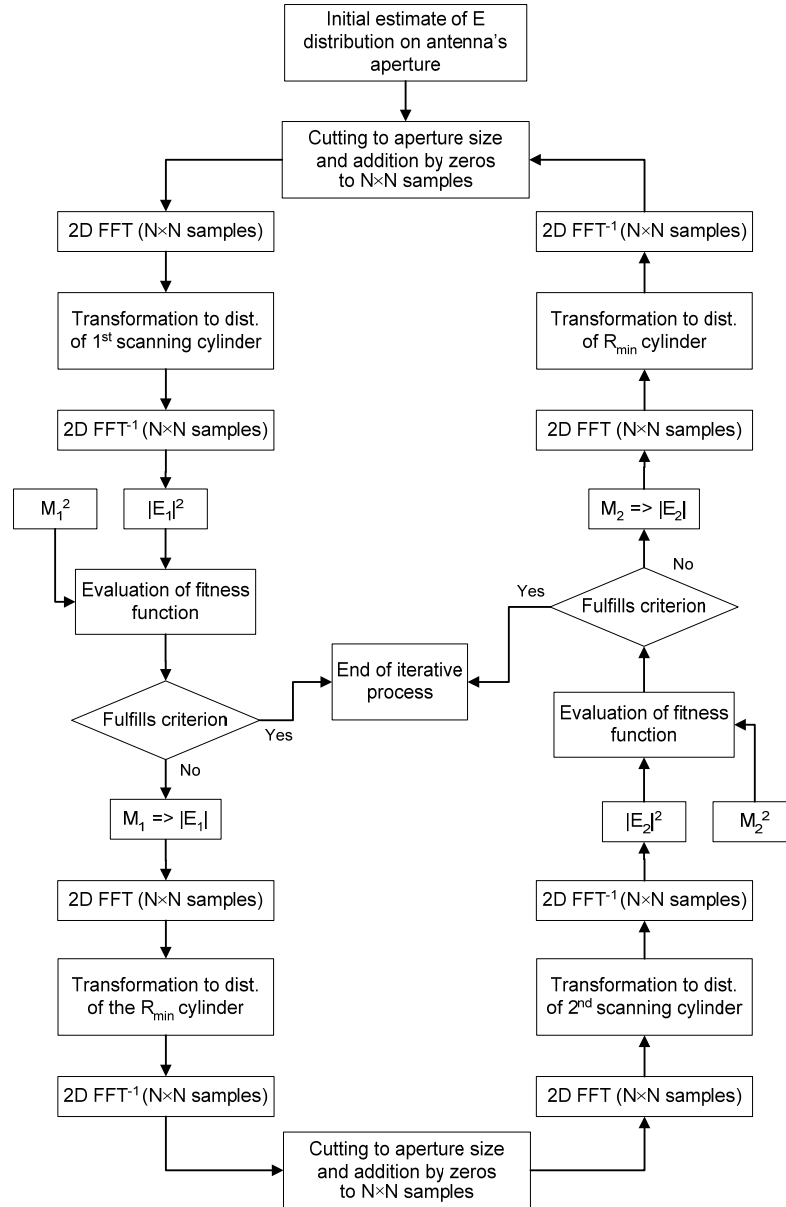 Initial estimate of E
distribution on antenna's
aperture
Cutting to aperture size
and addition by zeros
to N×N samples
2D FFT (N×N samples)
Transformation to dist.
of 1st scanning cylinder
2D FFT-1 (N×N samples)
M₁²
|E₁|²
Evaluation of fitness
function
Fulfills criterion
Yes
No
M₁ => |E₁|
2D FFT (N×N samples)
Transformation to dist.
of the Rmin cylinder
2D FFT-1 (N×N samples)
Cutting to aperture size
and addition by zeros
to N×N samples
End of iterative
process
2D FFT-1 (N×N samples)
Transformation to dist.
of Rmin cylinder
2D FFT (N×N samples)
M₂ => |E₂|
No
Yes
Fulfills criterion
Evaluation of fitness
function
|E₂|²
M₂²
2D FFT-1 (N×N samples)
Transformation to dist.
of 2nd scanning cylinder
2D FFT (N×N samples)